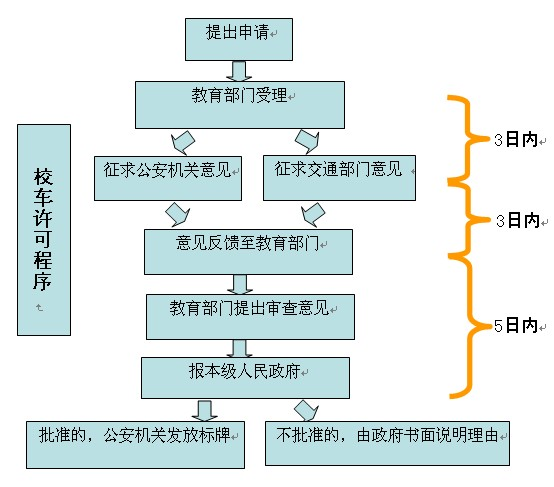 提出申请
教育部门受理
征求公安机关意见
征求交通部门意见
意见反馈至教育部门
教育部门提出审查意见
报本级人民政府
批准的，公安机关发放标牌
不批准的，由政府书面说明理由
校车许可程序
3日内
3日内
5日内